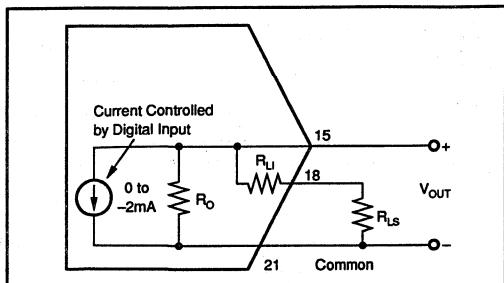 Current Controlled
by Digital Input
0 to
–2mA
R_O
R_LI
15
18
+
V_OUT
R_LS
–
21
Common